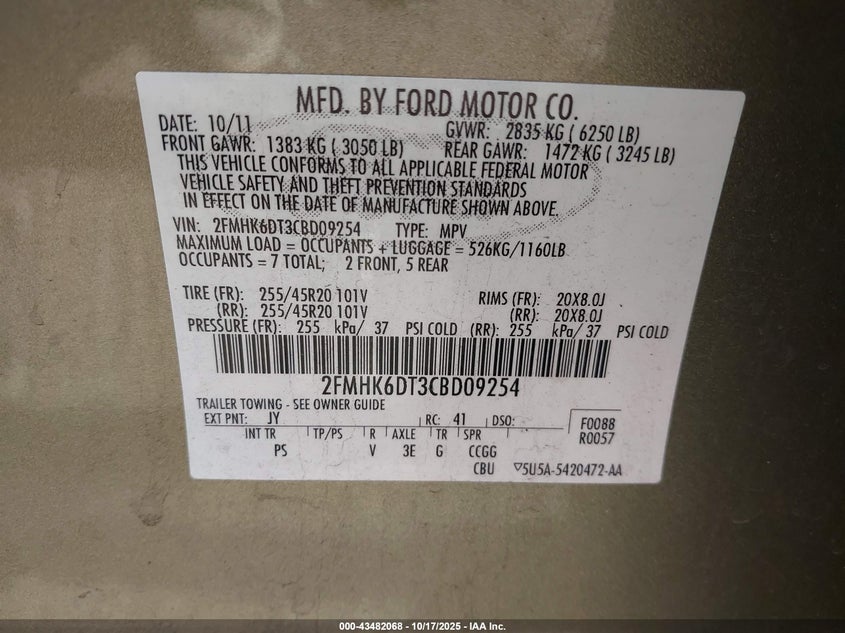 MFD. BY FORD MOTOR CO.
DATE: 10/11 GVWR: 2835 KG ( 6250 LB)
FRONT GAWR: 1383 KG ( 3050 LB) REAR GAWR: 1472 KG ( 3245 LB)
THIS VEHICLE CONFORMS TO ALL APPLICABLE FEDERAL MOTOR
VEHICLE SAFETY AND THEFT PREVENTION STANDARDS
IN EFFECT ON THE DATE OF MANUFACTURE SHOWN ABOVE.
VIN: 2FMHK6DT3CBD09254 TYPE: MPV
MAXIMUM LOAD = OCCUPANTS + LUGGAGE = 526KG/1160LB
OCCUPANTS = 7 TOTAL; 2 FRONT, 5 REAR
TIRE (FR): 255/45R20 101V RIMS (FR): 20X8.0J
(RR): 255/45R20 101V (RR): 20X8.0J
PRESSURE (FR): 255 kPa/ 37 PSI COLD (RR): 255 kPa/ 37 PSI COLD
2FMHK6DT3CBD09254
TRAILER TOWING - SEE OWNER GUIDE
EXT PNT: JY RC: 41 DSO: F0088
INT TR TP/PS R AXLE TR SPR R0057
PS V 3E G CCGG
CBU ▽5U5A-5420472-AA
000-43482068 - 10/17/2025 - IAA Inc.